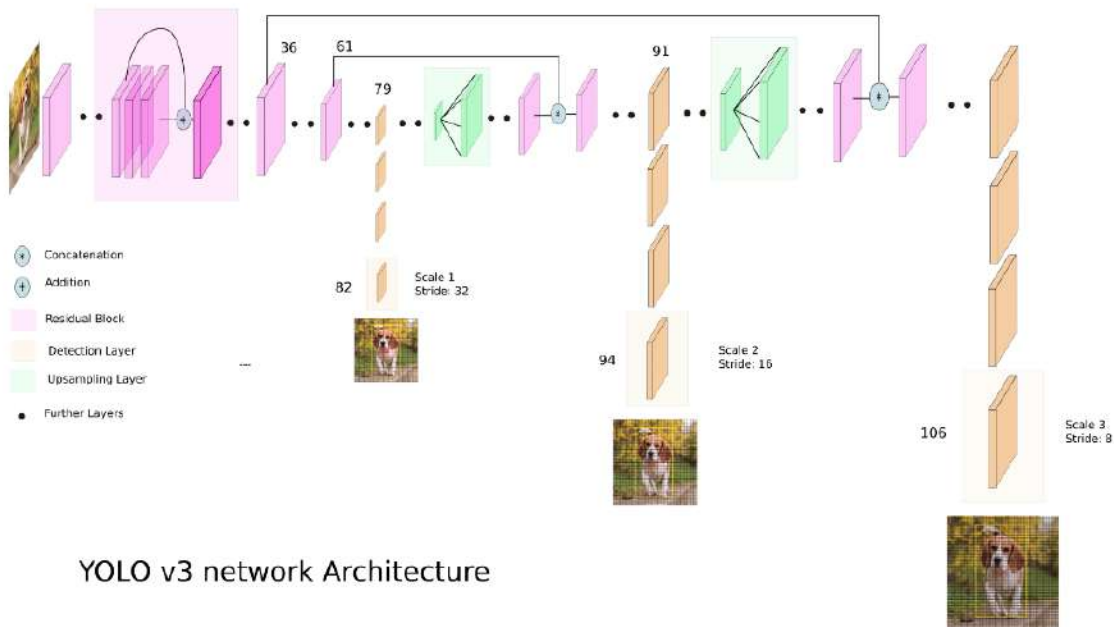 36
61
79
91
Concatenation
Addition
Residual Block
Detection Layer
Upsampling Layer
Further Layers
82
Scale 1
Stride: 32
94
Scale 2
Stride: 16
106
Scale 3
Stride: 8
YOLO v3 network Architecture